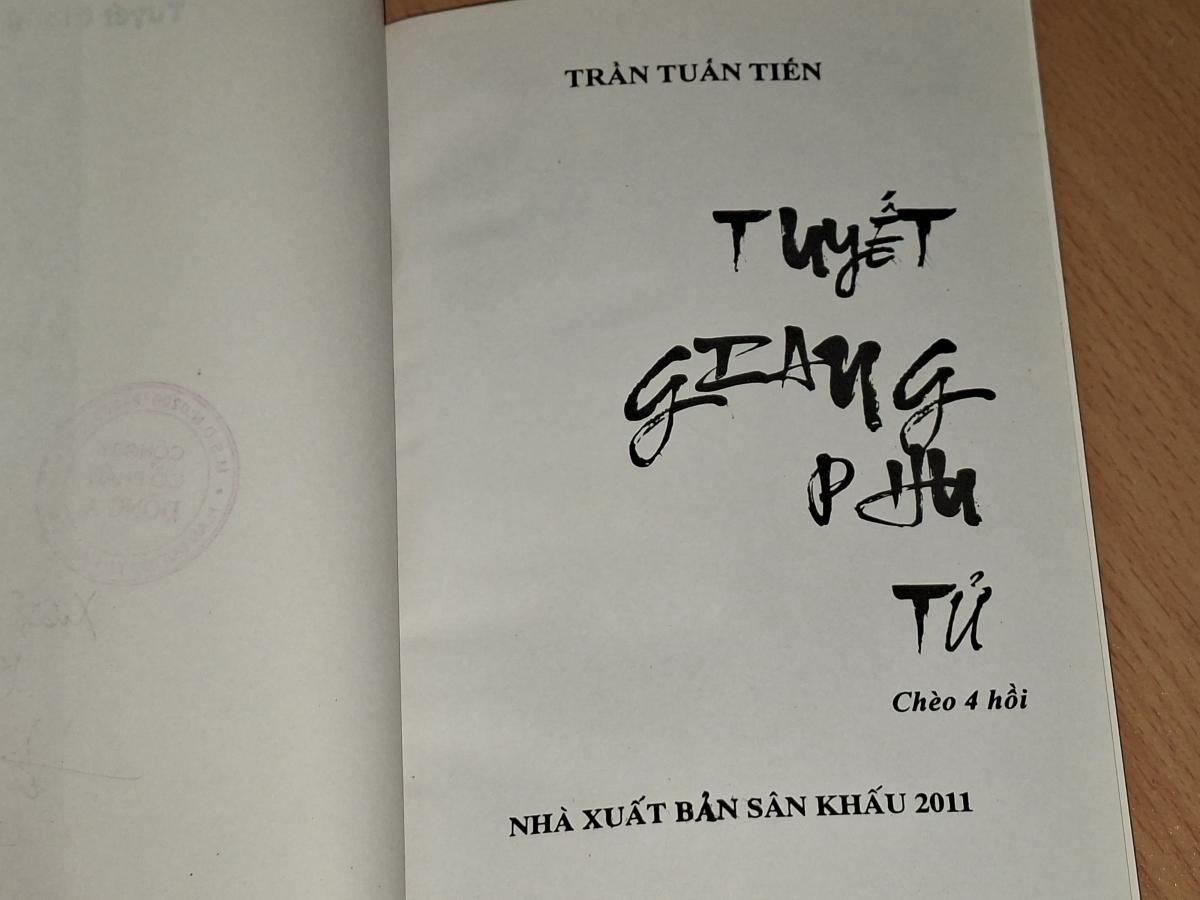 TRẦN TUẤN TIẾN
TUYẾT
GIANG
PHU
TỬ
Chèo 4 hồi
NHÀ XUẤT BẢN SÂN KHẤU 2011